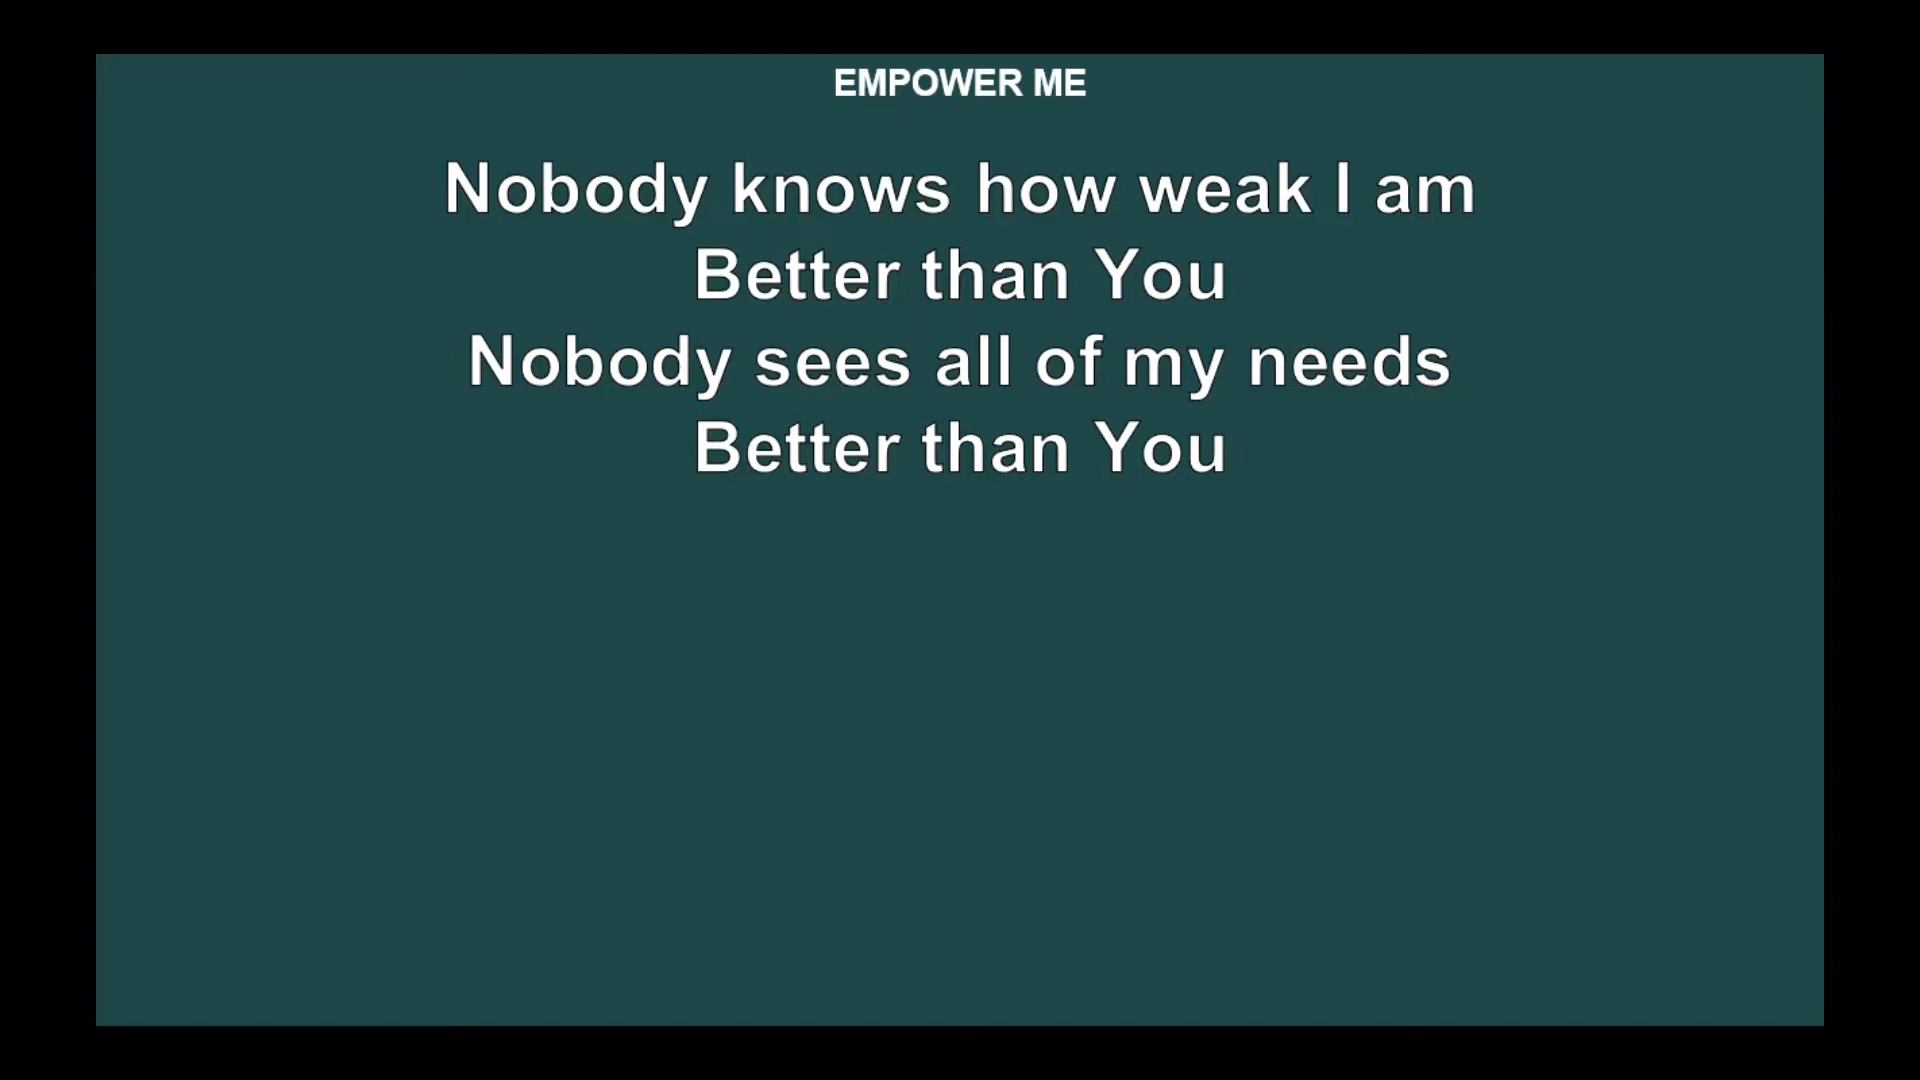 EMPOWER ME
Nobody knows how weak I am
Better than You
Nobody sees all of my needs
Better than You